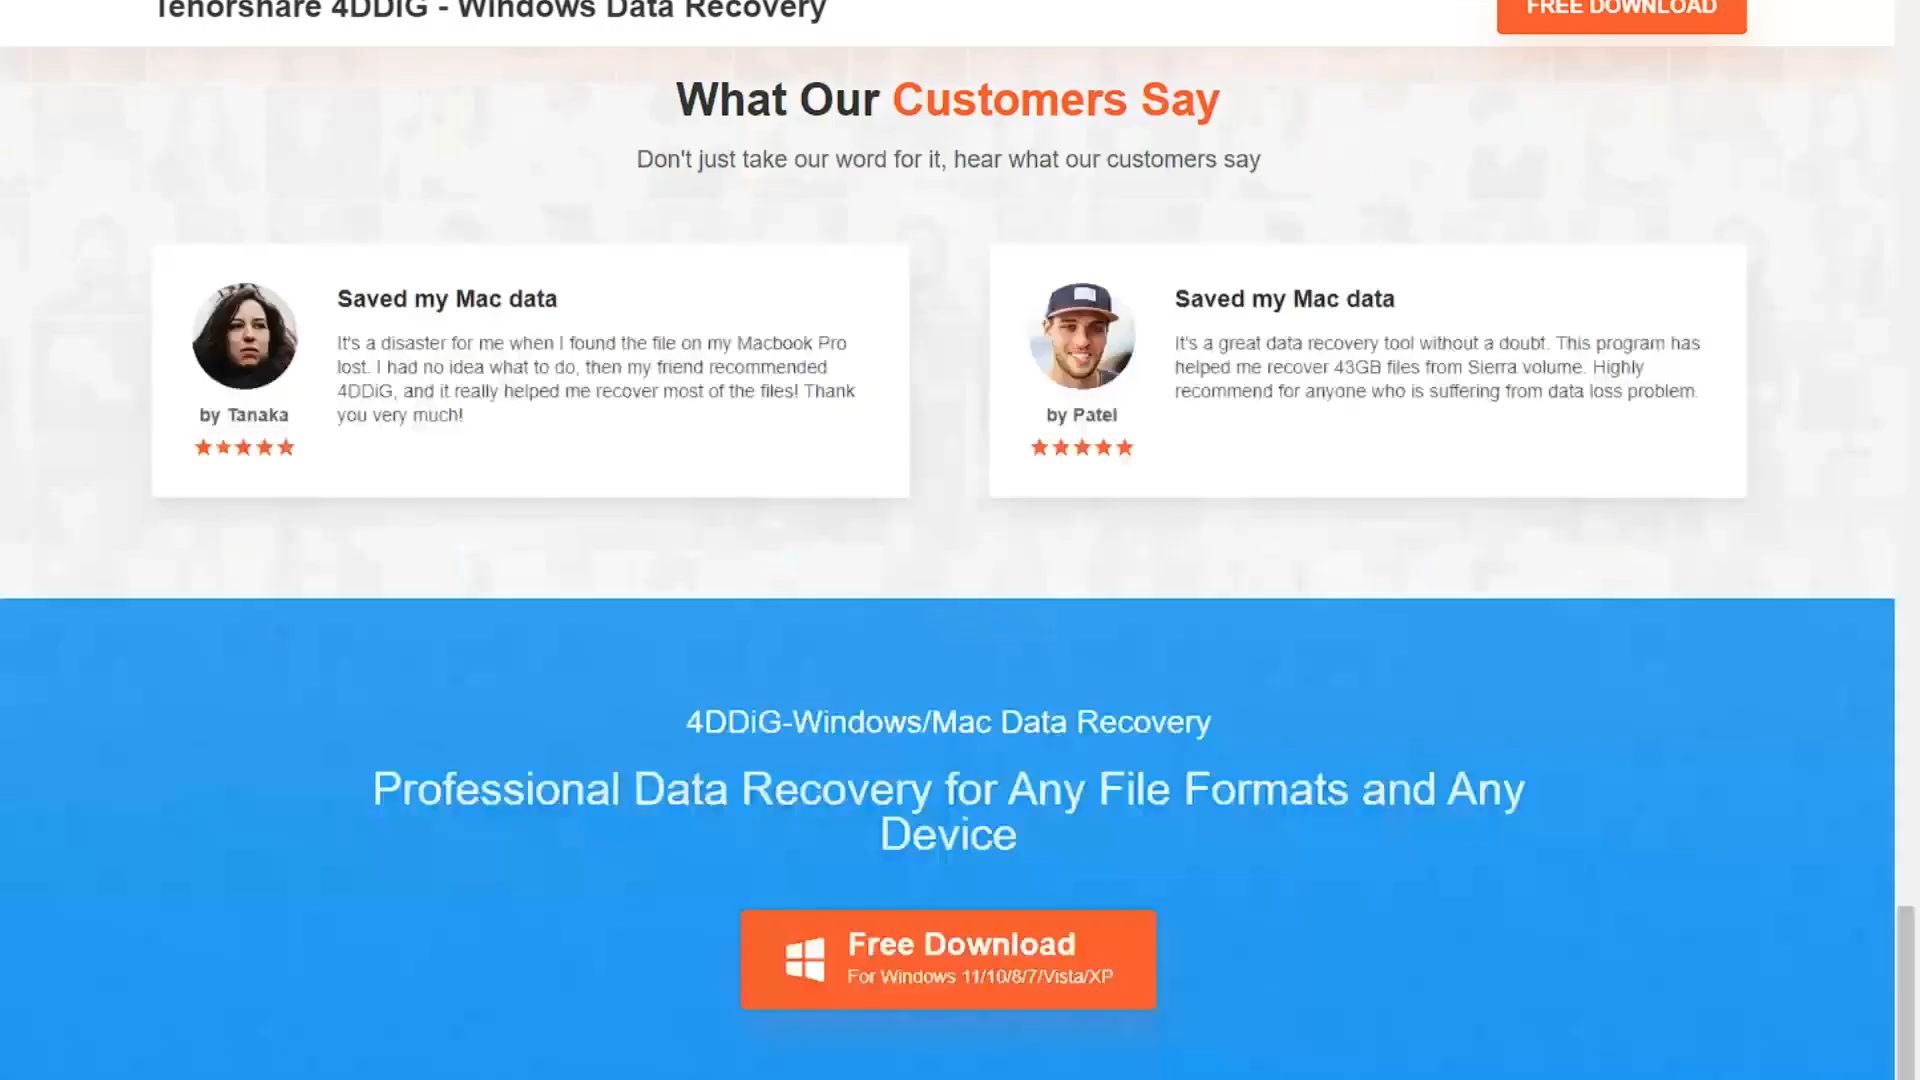 Tenorshare 4DDiG - Windows Data Recovery
FREE DOWNLOAD
What Our Customers Say
Don't just take our word for it, hear what our customers say
Saved my Mac data
It's a disaster for me when I found the file on my Macbook Pro
lost. I had no idea what to do, then my friend recommended
4DDiG, and it really helped me recover most of the files! Thank
you very much!
by Tanaka
Saved my Mac data
It's a great data recovery tool without a doubt. This program has
helped me recover 43GB files from Sierra volume. Highly
recommend for anyone who is suffering from data loss problem.
by Patel
4DDiG-Windows/Mac Data Recovery
Professional Data Recovery for Any File Formats and Any
Device
Free Download
For Windows 11/10/8/7/Vista/XP